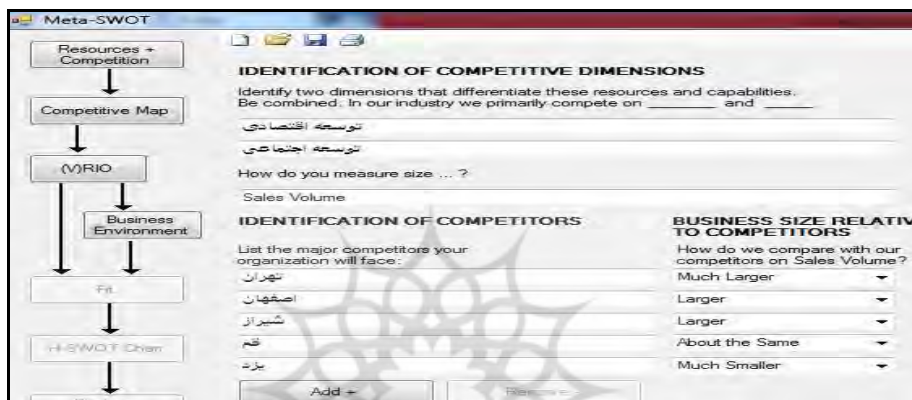 Meta-SWOT
Resources +
Competition
Competitive Map
(V)RIO
Business
Environment
Fit
IDENTIFICATION OF COMPETITIVE DIMENSIONS
Identify two dimensions that differentiate these resources and capabilities.
Be combined. In our industry we primarily compete on _______ and _____
توسعه اقتصادی
توسعه اجتماعی
How do you measure size ... ?
Sales Volume
IDENTIFICATION OF COMPETITORS
List the major competitors your
organization will face:
تهران
اصفهان
شیراز
قم
یزد
BUSINESS SIZE RELATIV
TO COMPETITORS
How do we compare with our
competitors on Sales Volume?
Much Larger
Larger
Larger
About the Same
Much Smaller
Add +
Remove -